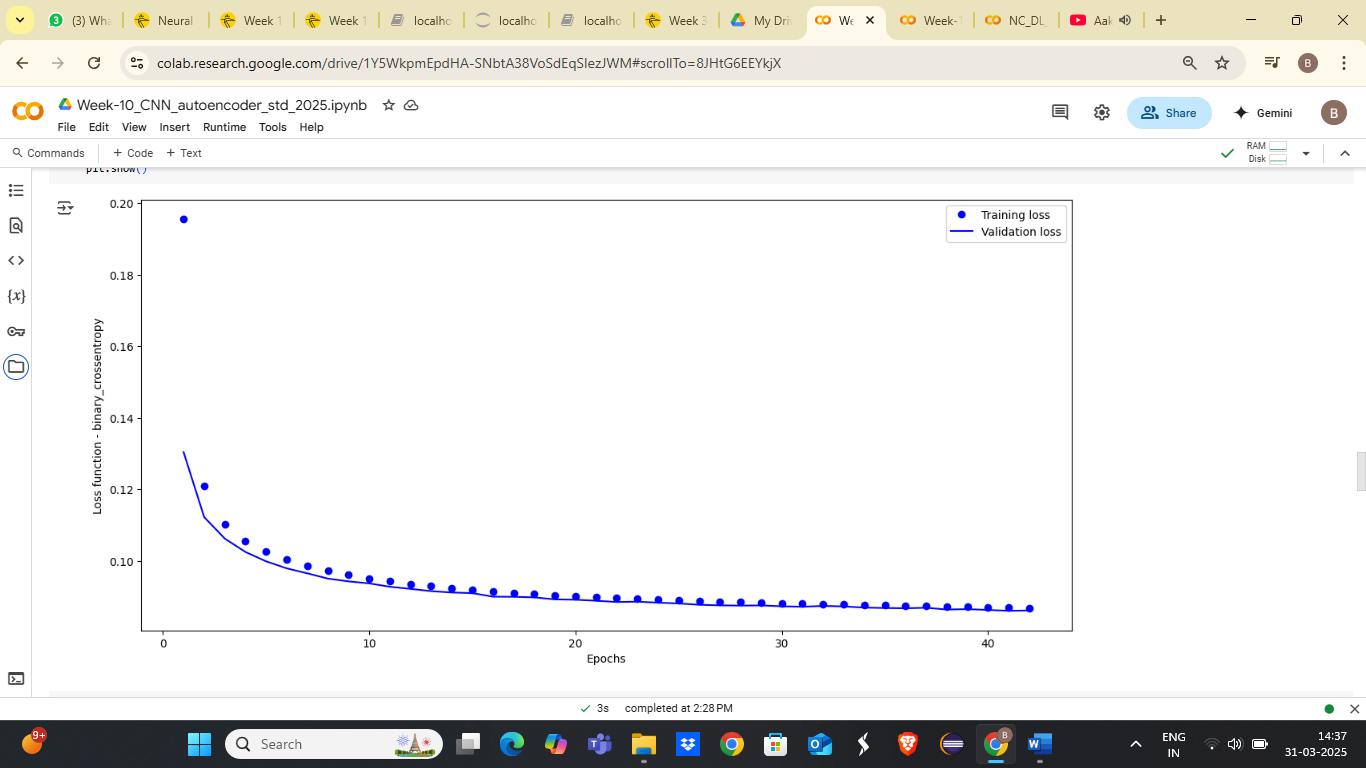 (3) Wha
Neural
Week 1
Week 1
localho
localho
localho
Week 3
My Dri
We
Week-
NC_DL_
Aak
colab.research.google.com/drive/1Y5WkpmEpdHA-SNbtA38VoSdEqSIezJWM#scrollTo=8JHtG6EEYkjX
B
Week-10_CNN_autoencoder_std_2025.ipynb
File Edit View Insert Runtime Tools Help
Share
Gemini
B
Commands + Code + Text
RAM
Disk
plt.show()
Training loss
Validation loss
Loss function - binary_crossentropy
0.20
0.18
0.16
0.14
0.12
0.10
0 10 20 30 40
Epochs
3s completed at 2:28 PM
9+
Search
B
ENG
IN
14:37
31-03-2025